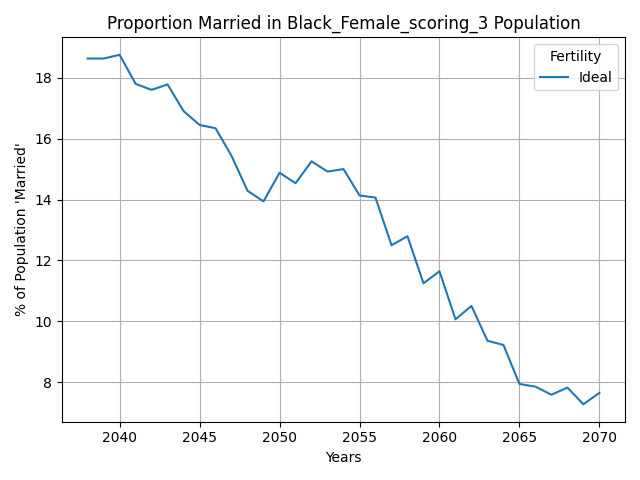 Proportion Married in Black_Female_scoring_3 Population
Fertility
Ideal
% of Population 'Married'
18
16
14
12
10
8
2040 2045 2050 2055 2060 2065 2070
Years